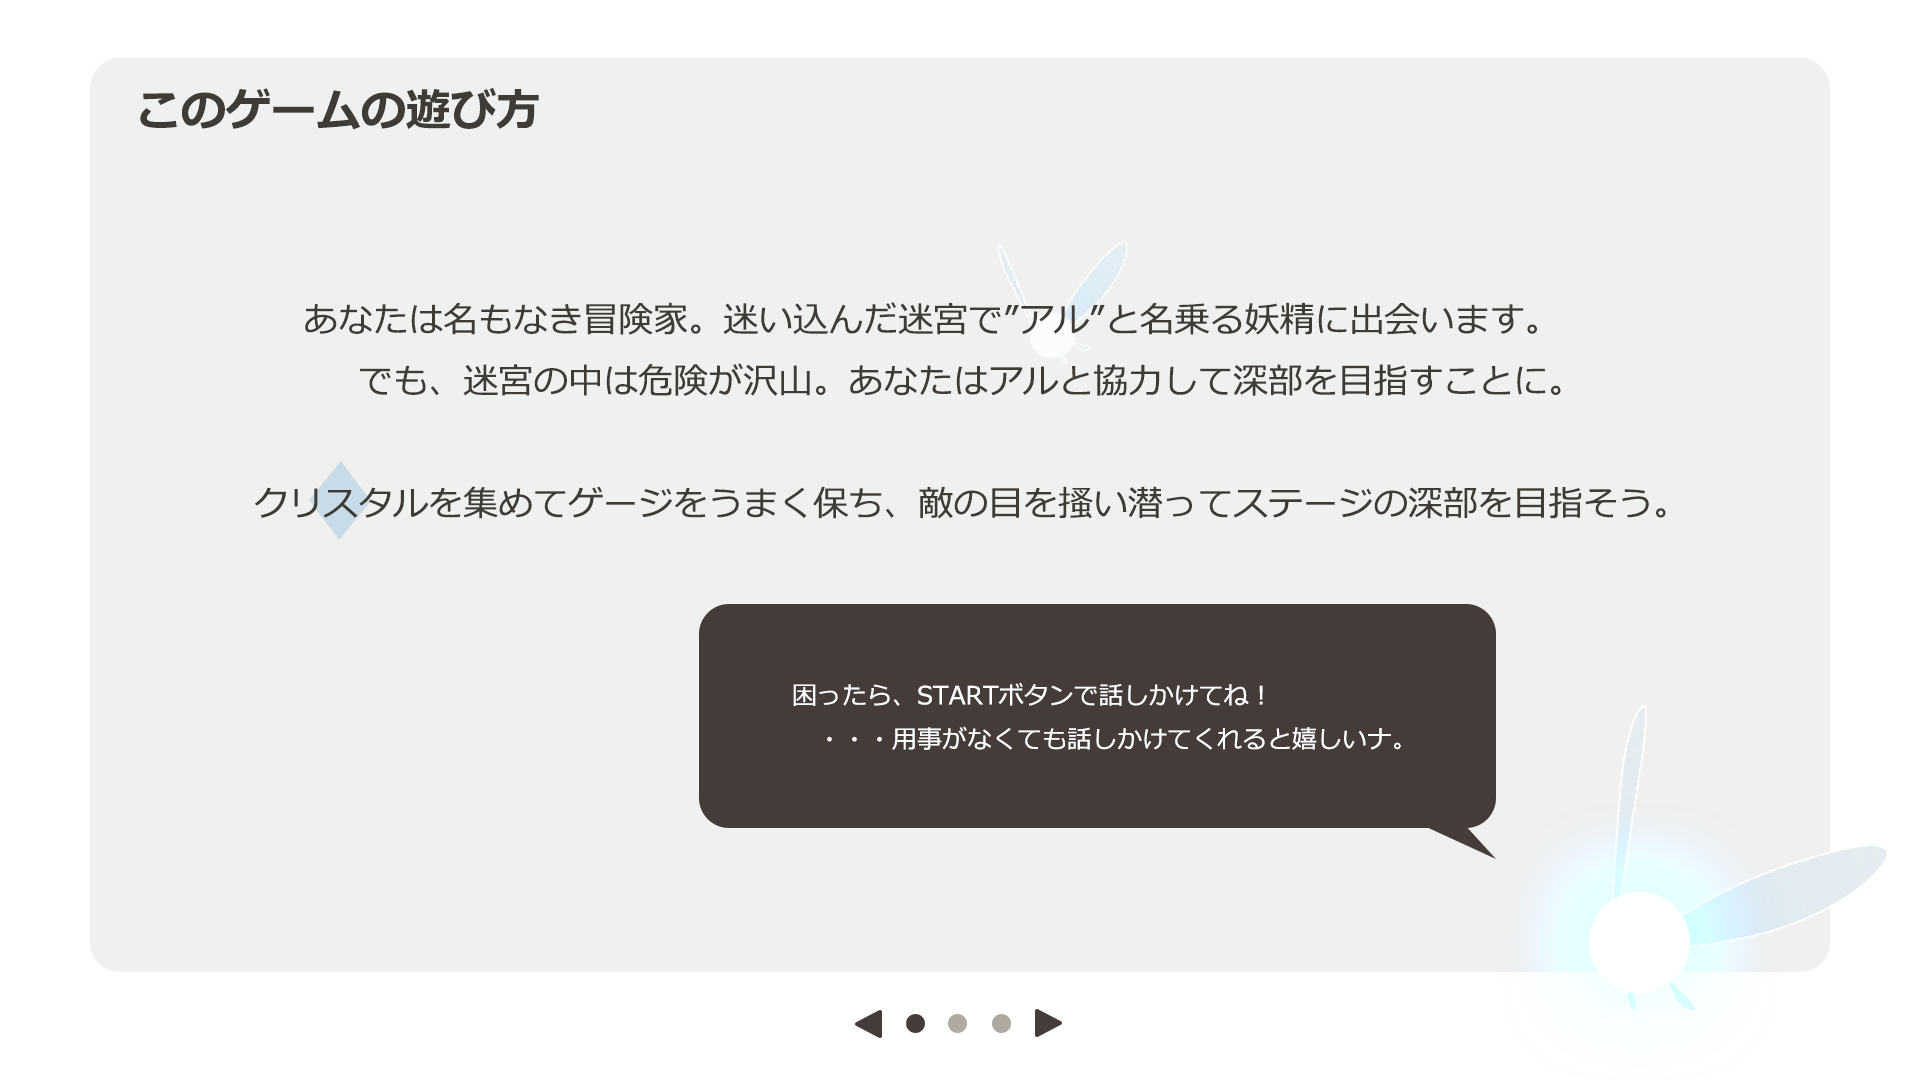 このゲームの遊び方
あなたは名もなき冒険家。迷い込んだ迷宮で”アル”と名乗る妖精に出会います。
でも、迷宮の中は危険が沢山。あなたはアルと協力して深部を目指すことに。
クリスタルを集めてゲージをうまく保ち、敵の目を掻い潜ってステージの深部を目指そう。
困ったら、STARTボタンで話しかけてね！
・・・用事がなくても話しかけてくれると嬉しいナ。